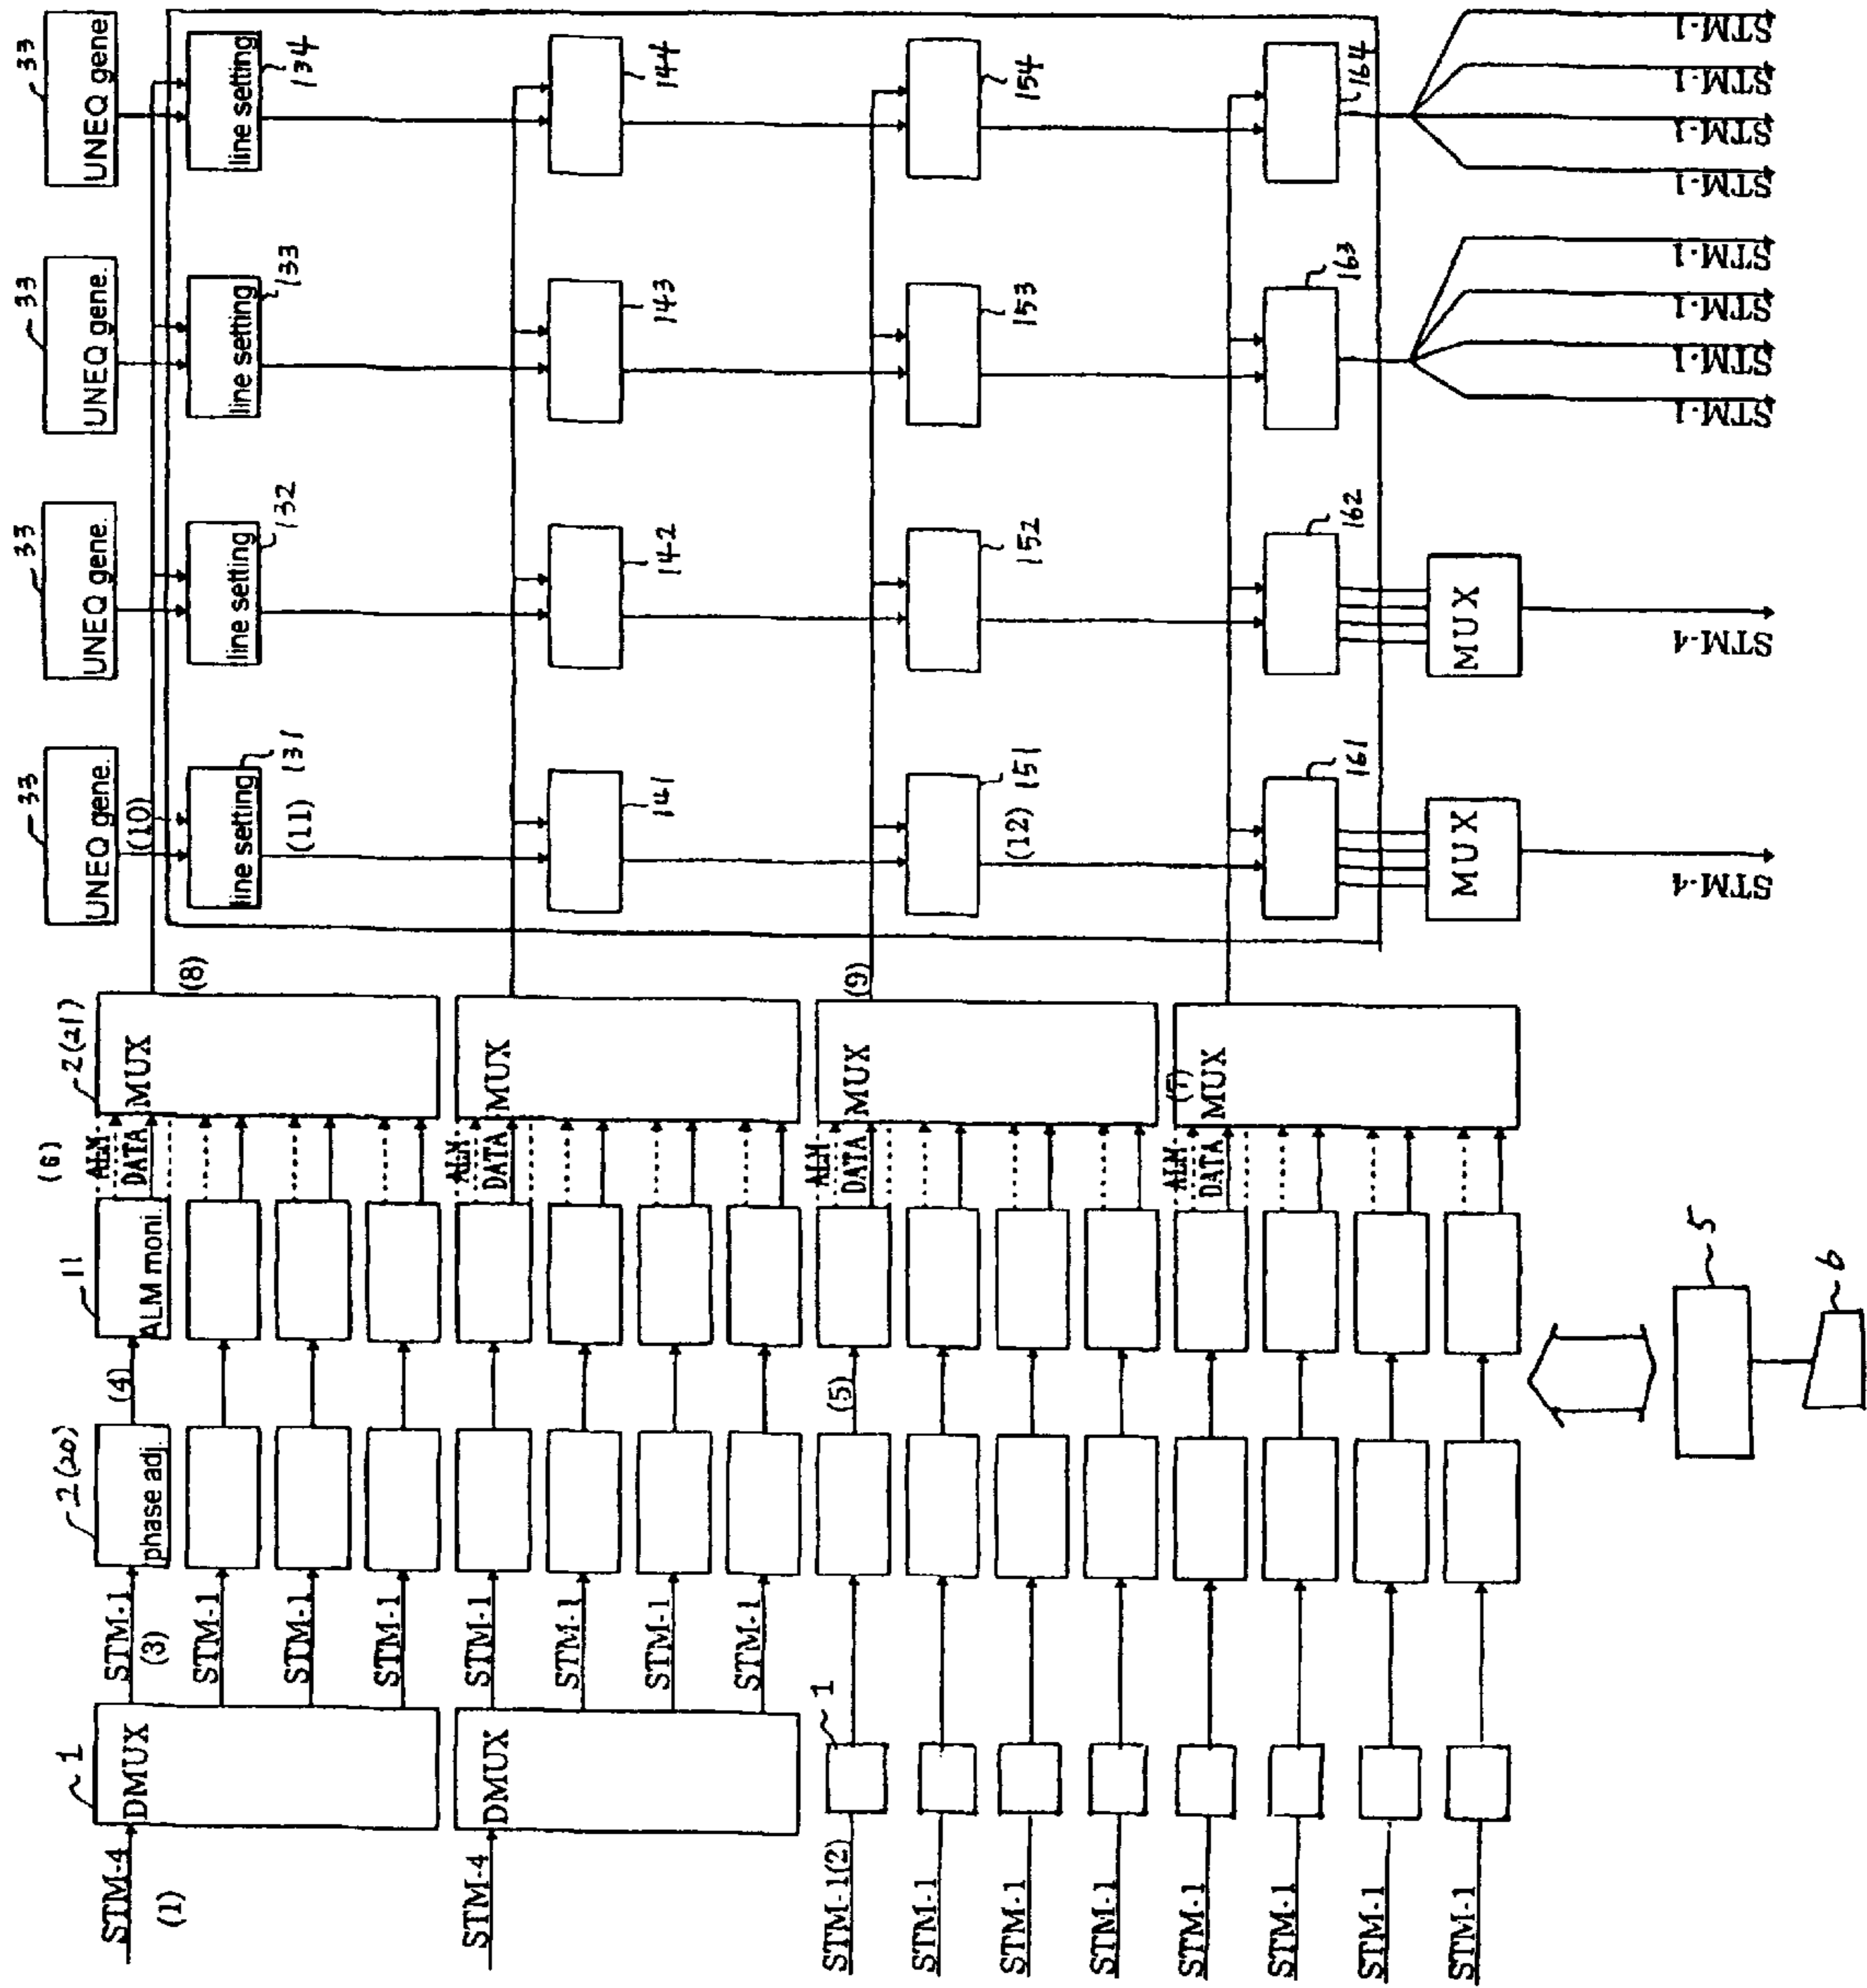 33
33
33
33
UNEQ gene.
UNEQ gene.
UNEQ gene.
UNEQ gene
(10)
line setting
line setting
line setting
line setting
131
132
133
134
(11)
141
142
143
144
151
152
153
154
(12)
161
162
163
164
MUX
MUX
STM-4
STM-4
STM-1
STM-1
STM-1
STM-1
STM-1
STM-1
STM-1
STM-1
2(21)
MUX
(8)
MUX
MUX
(9)
MUX
(7)
(6)
ALM
DATA
ALM
DATA
ALM
DATA
ALM
DATA
11
ALM moni.
(4)
(5)
2(20)
phase adj.
STM-1
(3)
STM-1
STM-1
STM-1
STM-1
STM-1
STM-1
STM-1
1
DMUX
DMUX
1
STM-4
(1)
STM-4
STM-1(2)
STM-1
STM-1
STM-1
STM-1
STM-1
STM-1
STM-1
5
6